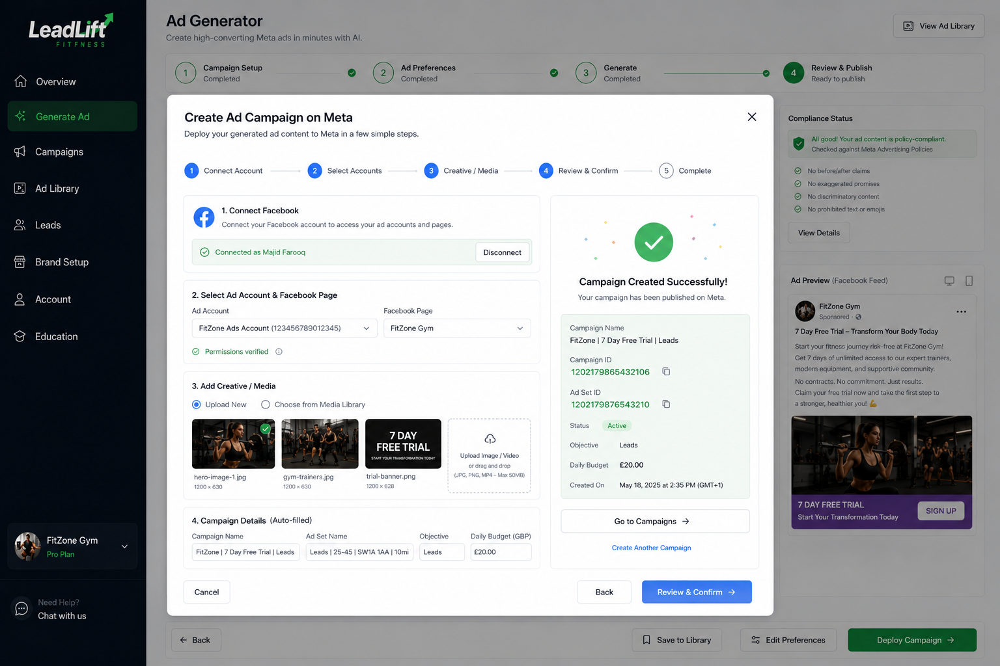 LeadLift
FITFNESS
Overview
Generate Ad
Campaigns
Ad Library
Leads
Brand Setup
Account
Education
FitZone Gym
Pro Plan
Need Help?
Chat with us
Ad Generator
Create high-converting Meta ads in minutes with AI.
View Ad Library
1
Campaign Setup
Completed
2
Ad Preferences
Completed
3
Generate
Completed
4
Review & Publish
Ready to publish
Create Ad Campaign on Meta
Deploy your generated ad content to Meta in a few simple steps.
1 Connect Account
2 Select Accounts
3 Creative / Media
4 Review & Confirm
5 Complete
1. Connect Facebook
Connect your Facebook account to access your ad accounts and pages.
Connected as Majid Farooq
Disconnect
2. Select Ad Account & Facebook Page
Ad Account
FitZone Ads Account (123456789012345)
Facebook Page
FitZone Gym
Permissions verified
3. Add Creative / Media
Upload New
Choose from Media Library
hero-image-1.jpg
1200 × 630
gym-trainers.jpg
1200 × 630
7 DAY
FREE TRIAL
START YOUR TRANSFORMATION TODAY
trial-banner.png
1200 × 628
Upload Image / Video
or drag and drop
(JPG, PNG, MP4 – Max 50MB)
4. Campaign Details (Auto-filled)
Campaign Name
FitZone | 7 Day Free Trial | Leads
Ad Set Name
Leads | 25-45 | SW1A 1AA | 10mi
Objective
Leads
Daily Budget (GBP)
£20.00
Campaign Created Successfully!
Your campaign has been published on Meta.
Campaign Name
FitZone | 7 Day Free Trial | Leads
Campaign ID
1202179865432106
Ad Set ID
1202179876543210
Status Active
Objective Leads
Daily Budget £20.00
Created On May 18, 2025 at 2:35 PM (GMT+1)
Go to Campaigns →
Create Another Campaign
Cancel
Back
Review & Confirm →
Compliance Status
All good! Your ad content is policy-compliant.
Checked against Meta Advertising Policies
No before/after claims
No exaggerated promises
No discriminatory content
No prohibited text or emojis
View Details
Ad Preview (Facebook Feed)
FitZone Gym
Sponsored ·
7 Day Free Trial – Transform Your Body Today
Start your fitness journey risk-free at FitZone Gym!
Get 7 days of unlimited access to our expert trainers,
modern equipment, and supportive community.
No contracts. No commitment. Just results.
Claim your free trial now and take the first step to
a stronger, healthier you! 💪
7 DAY FREE TRIAL
Start Your Transformation Today
SIGN UP
← Back
Save to Library
Edit Preferences
Deploy Campaign →